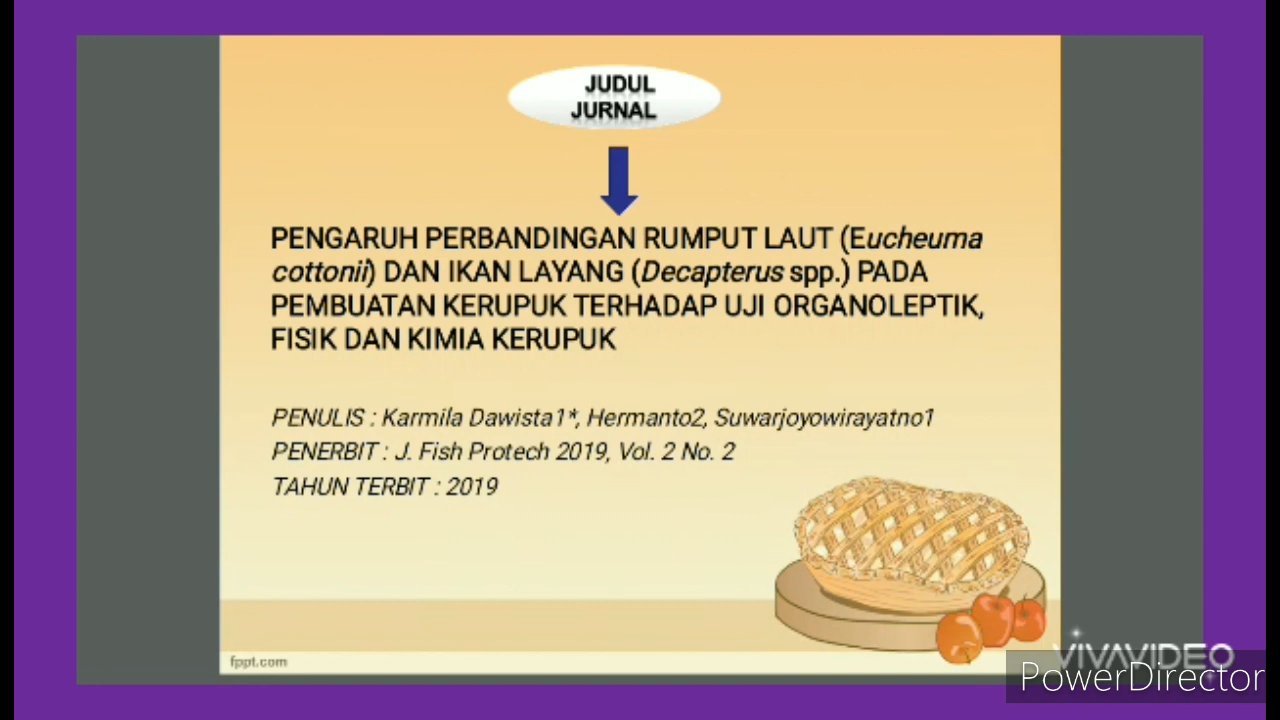 JUDUL
JURNAL
PENGARUH PERBANDINGAN RUMPUT LAUT (Eucheuma
cottonii) DAN IKAN LAYANG (Decapterus spp.) PADA
PEMBUATAN KERUPUK TERHADAP UJI ORGANOLEPTIK,
FISIK DAN KIMIA KERUPUK
PENULIS : Karmila Dawista1*, Hermanto2, Suwarjoyowirayatno1
PENERBIT : J. Fish Protech 2019, Vol. 2 No. 2
TAHUN TERBIT : 2019
fppt.com
VIVAVIDEO
PowerDirector